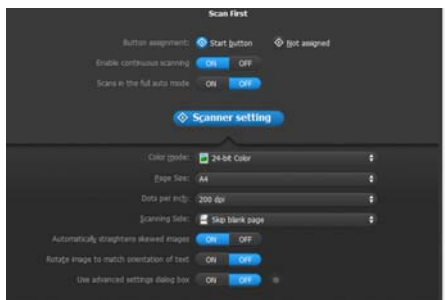 Scan First
Button assignment: Start button Not assigned
Enable continuous scanning ON OFF
Scans in the full auto mode ON OFF
Scanner setting
Color mode: 24-bit Color
Page Size: A4
Dots per inch: 200 dpi
Scanning Side: Skip blank page
Automatically straightens skewed images ON OFF
Rotate image to match orientation of text ON OFF
Use advanced settings dialog box ON OFF